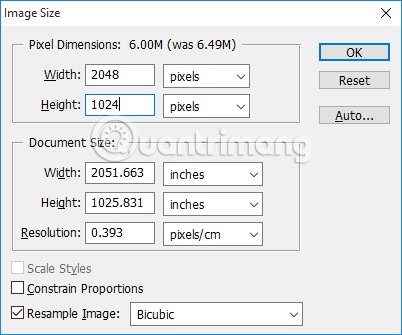 Image Size
Pixel Dimensions: 6.00M (was 6.49M)
Width: 2048 pixels
Height: 1024 pixels
OK
Reset
Auto...
Quantrimang
Document Size:
Width: 2051.663 inches
Height: 1025.831 inches
Resolution: 0.393 pixels/cm
Scale Styles
Constrain Proportions
Resample Image: Bicubic